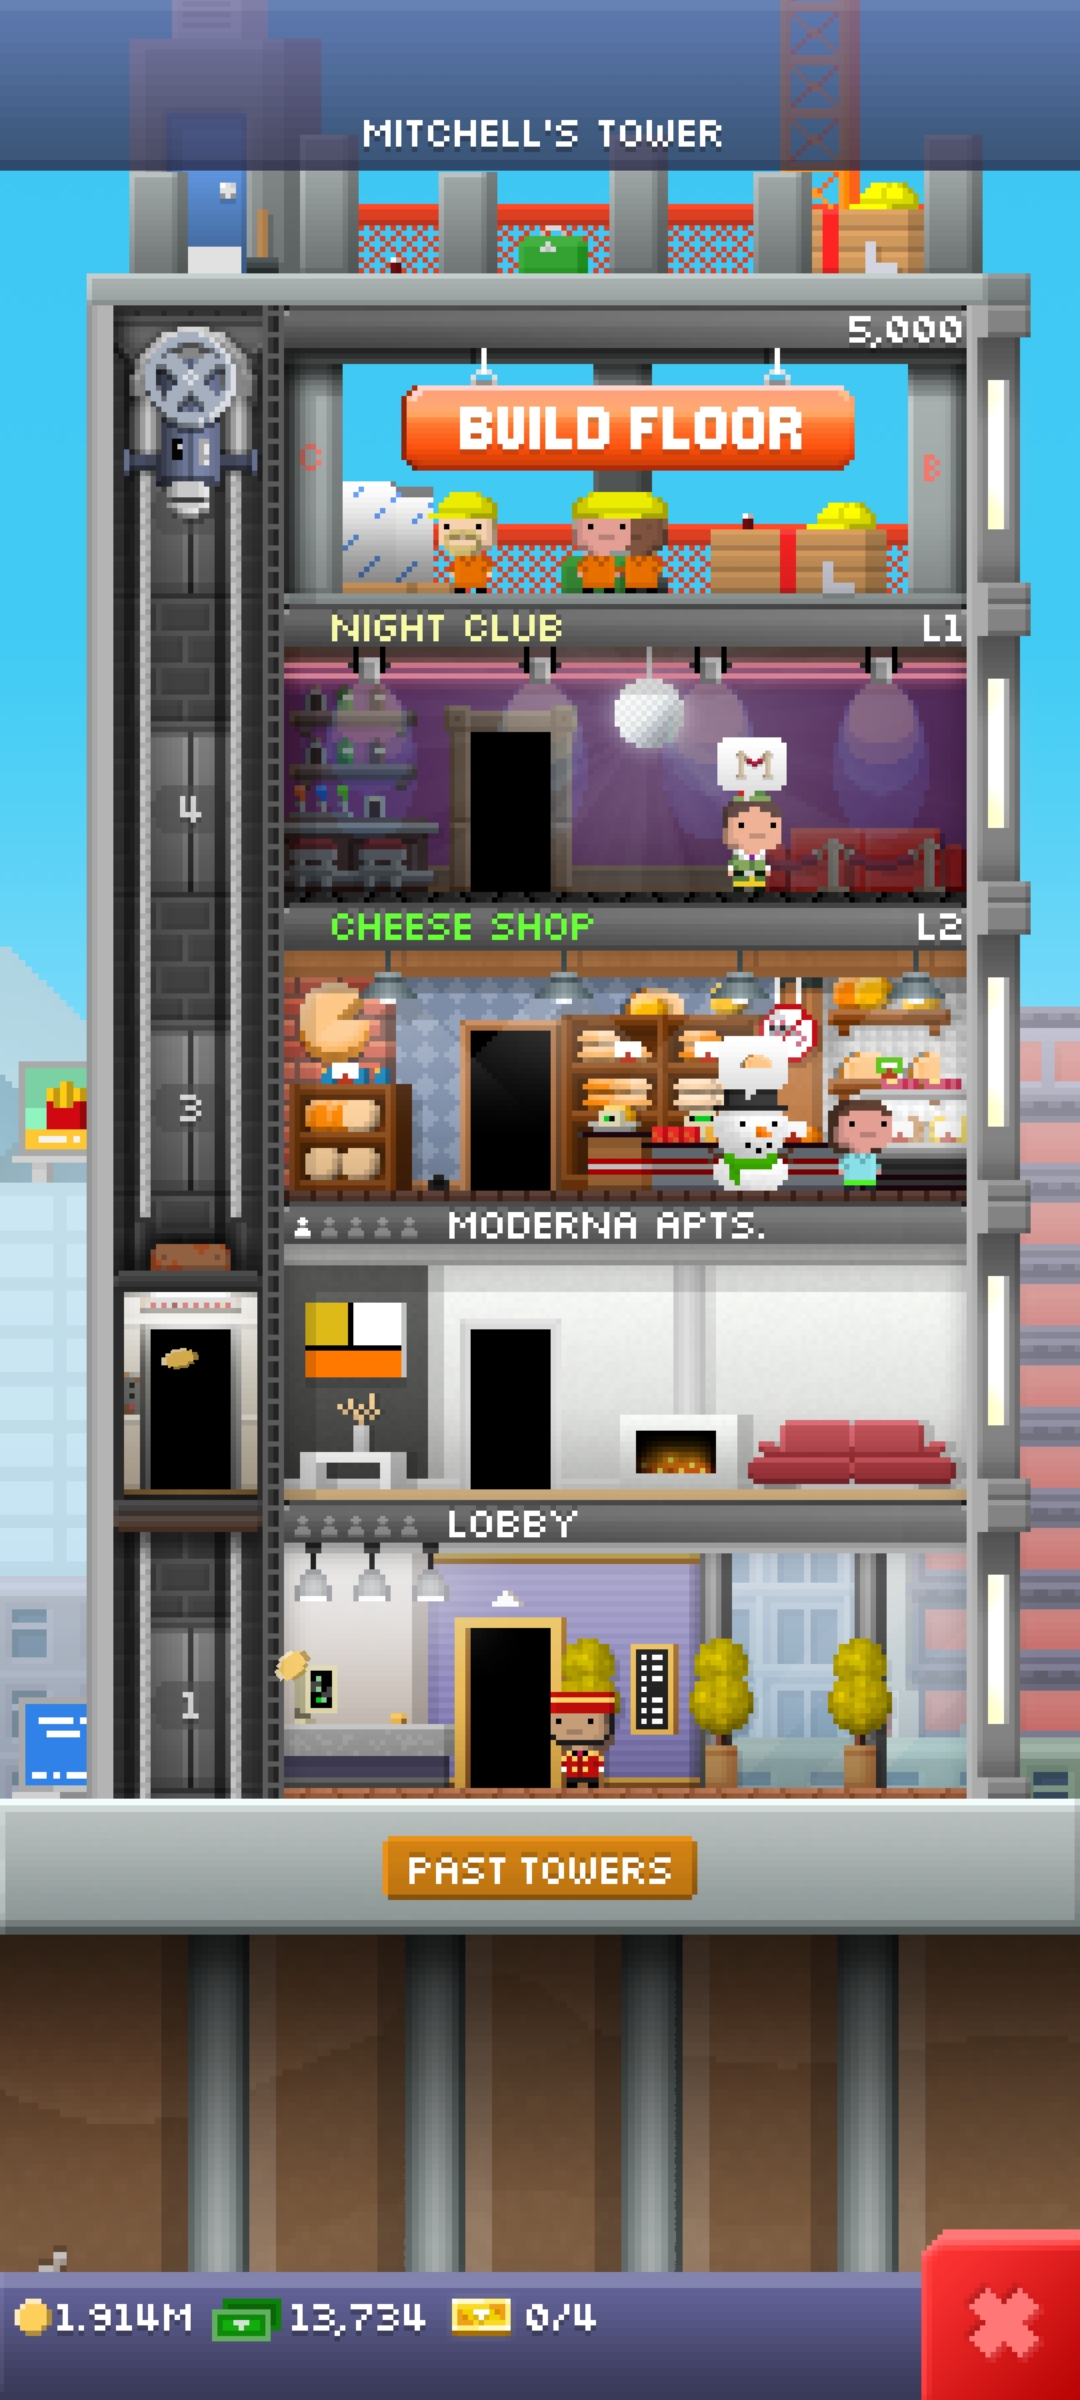 MITCHELL'S TOWER
5,000
BUILD FLOOR
C
B
NIGHT CLUB L1
M
4
CHEESE SHOP L2
3
MODERNA APTS.
LOBBY
1
PAST TOWERS
1.914M 13,734 0/4